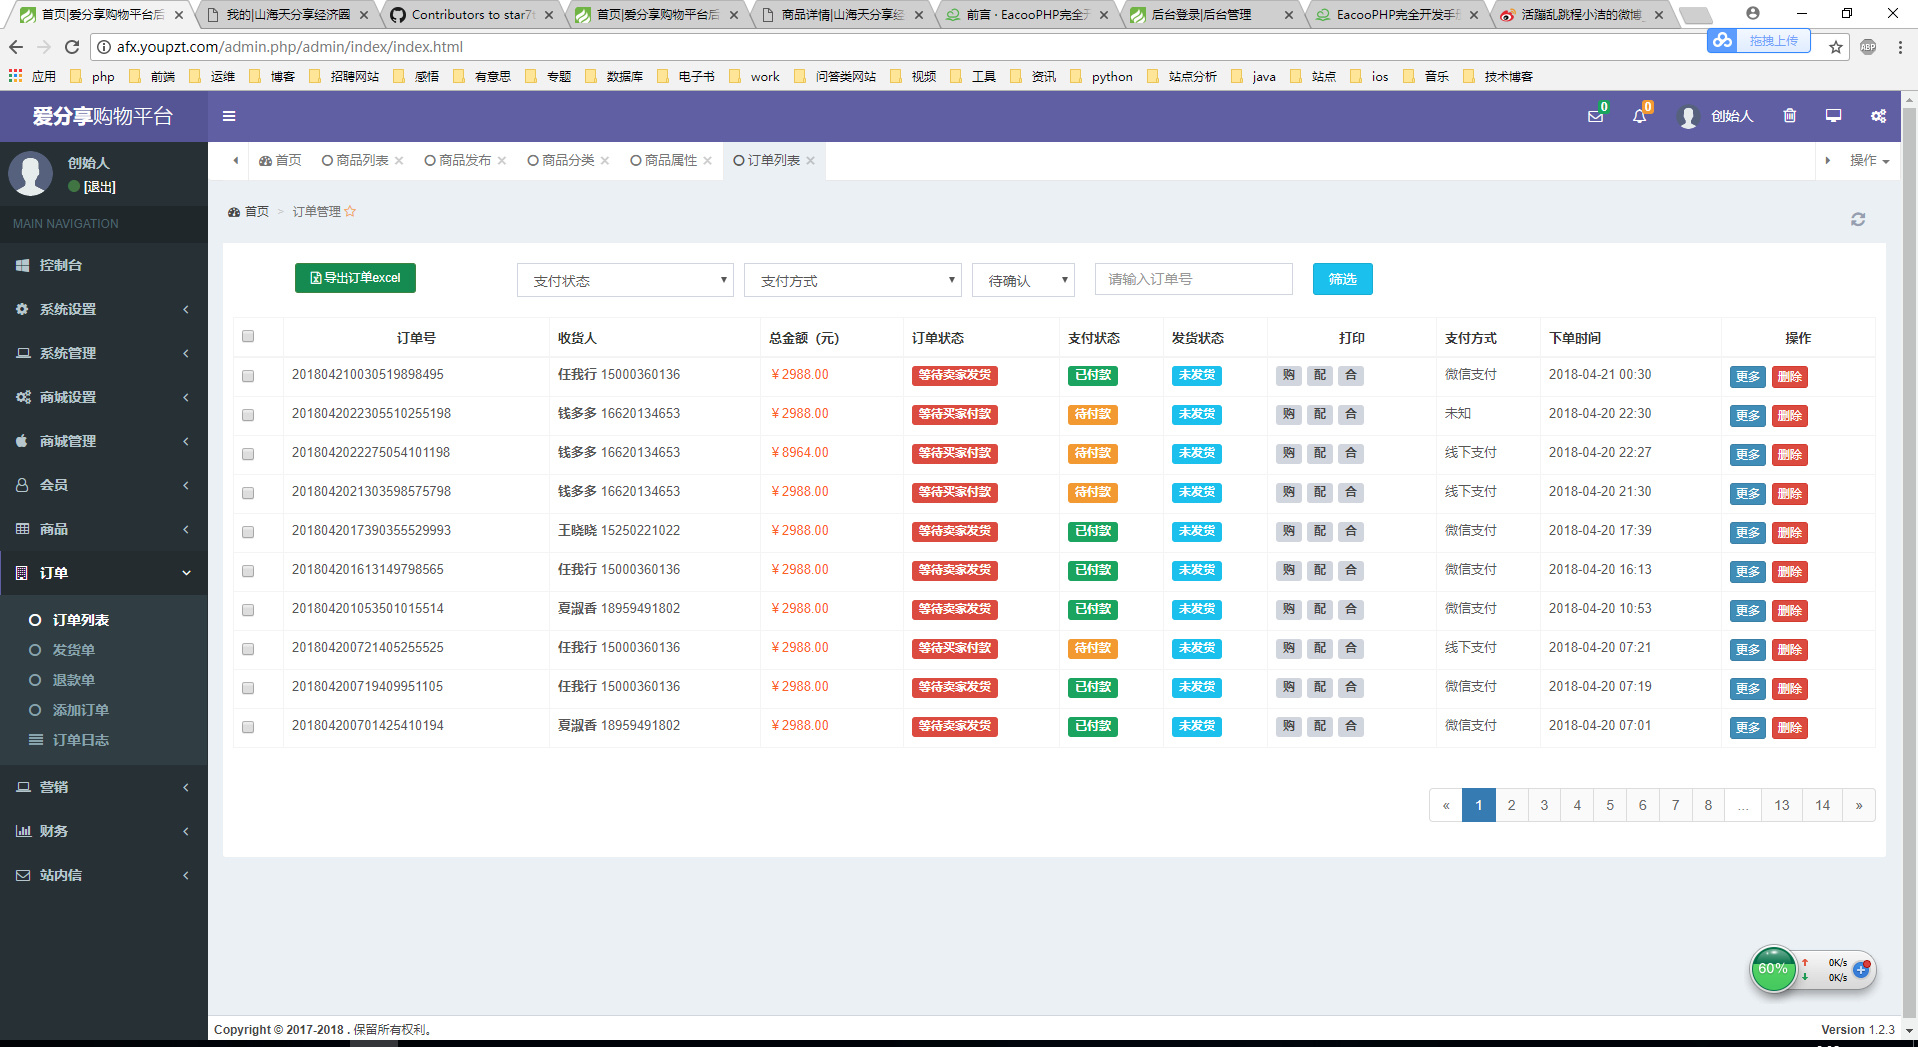 首页|爱分享购物平台后 我的|山海天分享经济圈 Contributors to star7t 首页|爱分享购物平台后 商品详情|山海天分享经 前言 · EacooPHP完全开 后台登录|后台管理 EacooPHP完全开发手册 活蹦乱跳程小洁的微博_
afx.youpzt.com/admin.php/admin/index/index.html 拖拽上传 ABP
应用 php 前端 运维 博客 招聘网站 感悟 有意思 专题 数据库 电子书 work 问答类网站 视频 工具 资讯 python 站点分析 java 站点 ios 音乐 技术博客
爱分享购物平台 0 0 创始人
创始人
[退出]
MAIN NAVIGATION
控制台
系统设置
系统管理
商城设置
商城管理
会员
商品
订单
订单列表
发货单
退款单
添加订单
订单日志
营销
财务
站内信
首页 商品列表 商品发布 商品分类 商品属性 订单列表 操作
首页 > 订单管理
导出订单excel 支付状态 支付方式 待确认 请输入订单号 筛选
订单号 收货人 总金额（元） 订单状态 支付状态 发货状态 打印 支付方式 下单时间 操作
201804210030519898495 任我行 15000360136 ￥2988.00 等待卖家发货 已付款 未发货 购 配 合 微信支付 2018-04-21 00:30 更多 删除
2018042022305510255198 钱多多 16620134653 ￥2988.00 等待买家付款 待付款 未发货 购 配 合 未知 2018-04-20 22:30 更多 删除
2018042022275054101198 钱多多 16620134653 ￥8964.00 等待买家付款 待付款 未发货 购 配 合 线下支付 2018-04-20 22:27 更多 删除
2018042021303598575798 钱多多 16620134653 ￥2988.00 等待买家付款 待付款 未发货 购 配 合 线下支付 2018-04-20 21:30 更多 删除
2018042017390355529993 王晓晓 15250221022 ￥2988.00 等待卖家发货 已付款 未发货 购 配 合 微信支付 2018-04-20 17:39 更多 删除
201804201613149798565 任我行 15000360136 ￥2988.00 等待卖家发货 已付款 未发货 购 配 合 微信支付 2018-04-20 16:13 更多 删除
201804201053501015514 夏淑香 18959491802 ￥2988.00 等待卖家发货 已付款 未发货 购 配 合 微信支付 2018-04-20 10:53 更多 删除
201804200721405255525 任我行 15000360136 ￥2988.00 等待买家付款 待付款 未发货 购 配 合 线下支付 2018-04-20 07:21 更多 删除
201804200719409951105 任我行 15000360136 ￥2988.00 等待卖家发货 已付款 未发货 购 配 合 微信支付 2018-04-20 07:19 更多 删除
201804200701425410194 夏淑香 18959491802 ￥2988.00 等待卖家发货 已付款 未发货 购 配 合 微信支付 2018-04-20 07:01 更多 删除
« 1 2 3 4 5 6 7 8 ... 13 14 »
60% 0K/s
0K/s
Copyright © 2017-2018 . 保留所有权利。 Version 1.2.3